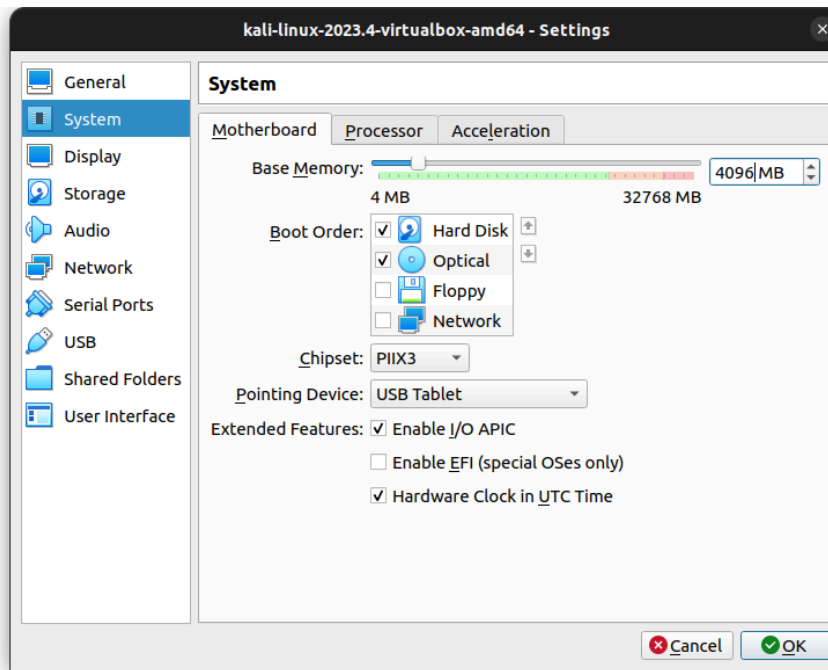 kali-linux-2023.4-virtualbox-amd64 - Settings
General
System
Display
Storage
Audio
Network
Serial Ports
USB
Shared Folders
User Interface
System
Motherboard Processor Acceleration
Base Memory: 4096 MB
4 MB 32768 MB
Boot Order: Hard Disk
Optical
Floppy
Network
Chipset: PIIX3
Pointing Device: USB Tablet
Extended Features: Enable I/O APIC
Enable EFI (special OSes only)
Hardware Clock in UTC Time
Cancel OK